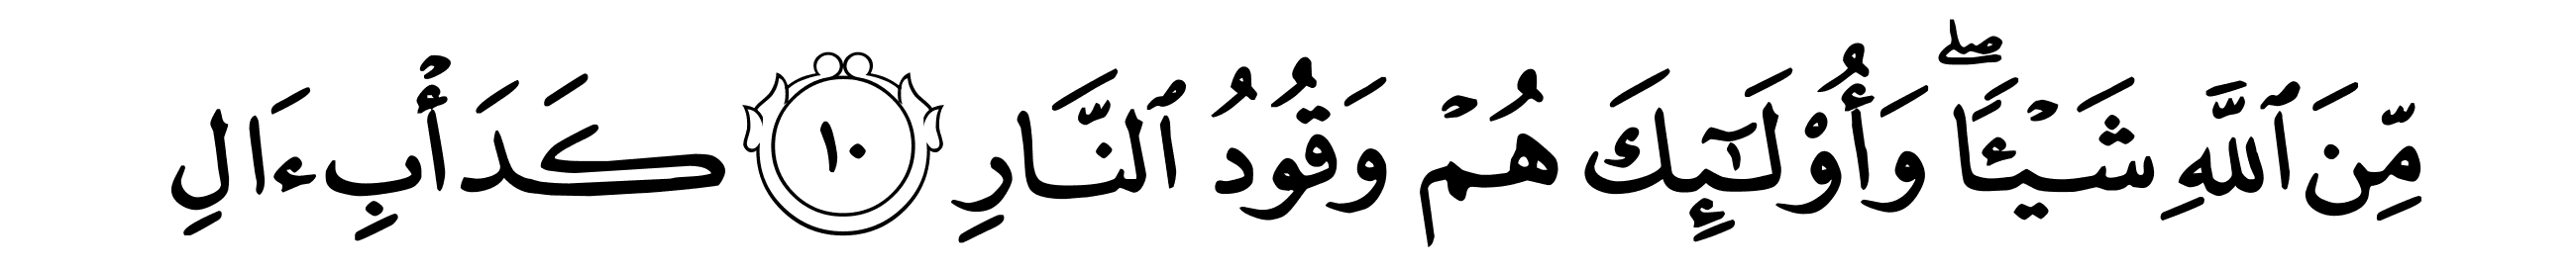 مِّنَ ٱللَّهِ شَيْـًٔاۖ وَأُو۟لَـٰٓئِكَ هُمْ وَقُودُ ٱلنَّارِ ١٠ كَدَأْبِ ءَالِ